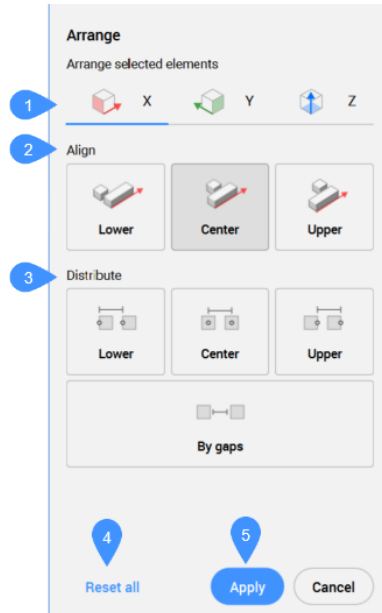 Arrange
Arrange selected elements
1 X Y Z
2 Align
Lower Center Upper
3 Distribute
Lower Center Upper
By gaps
4 5
Reset all Apply Cancel